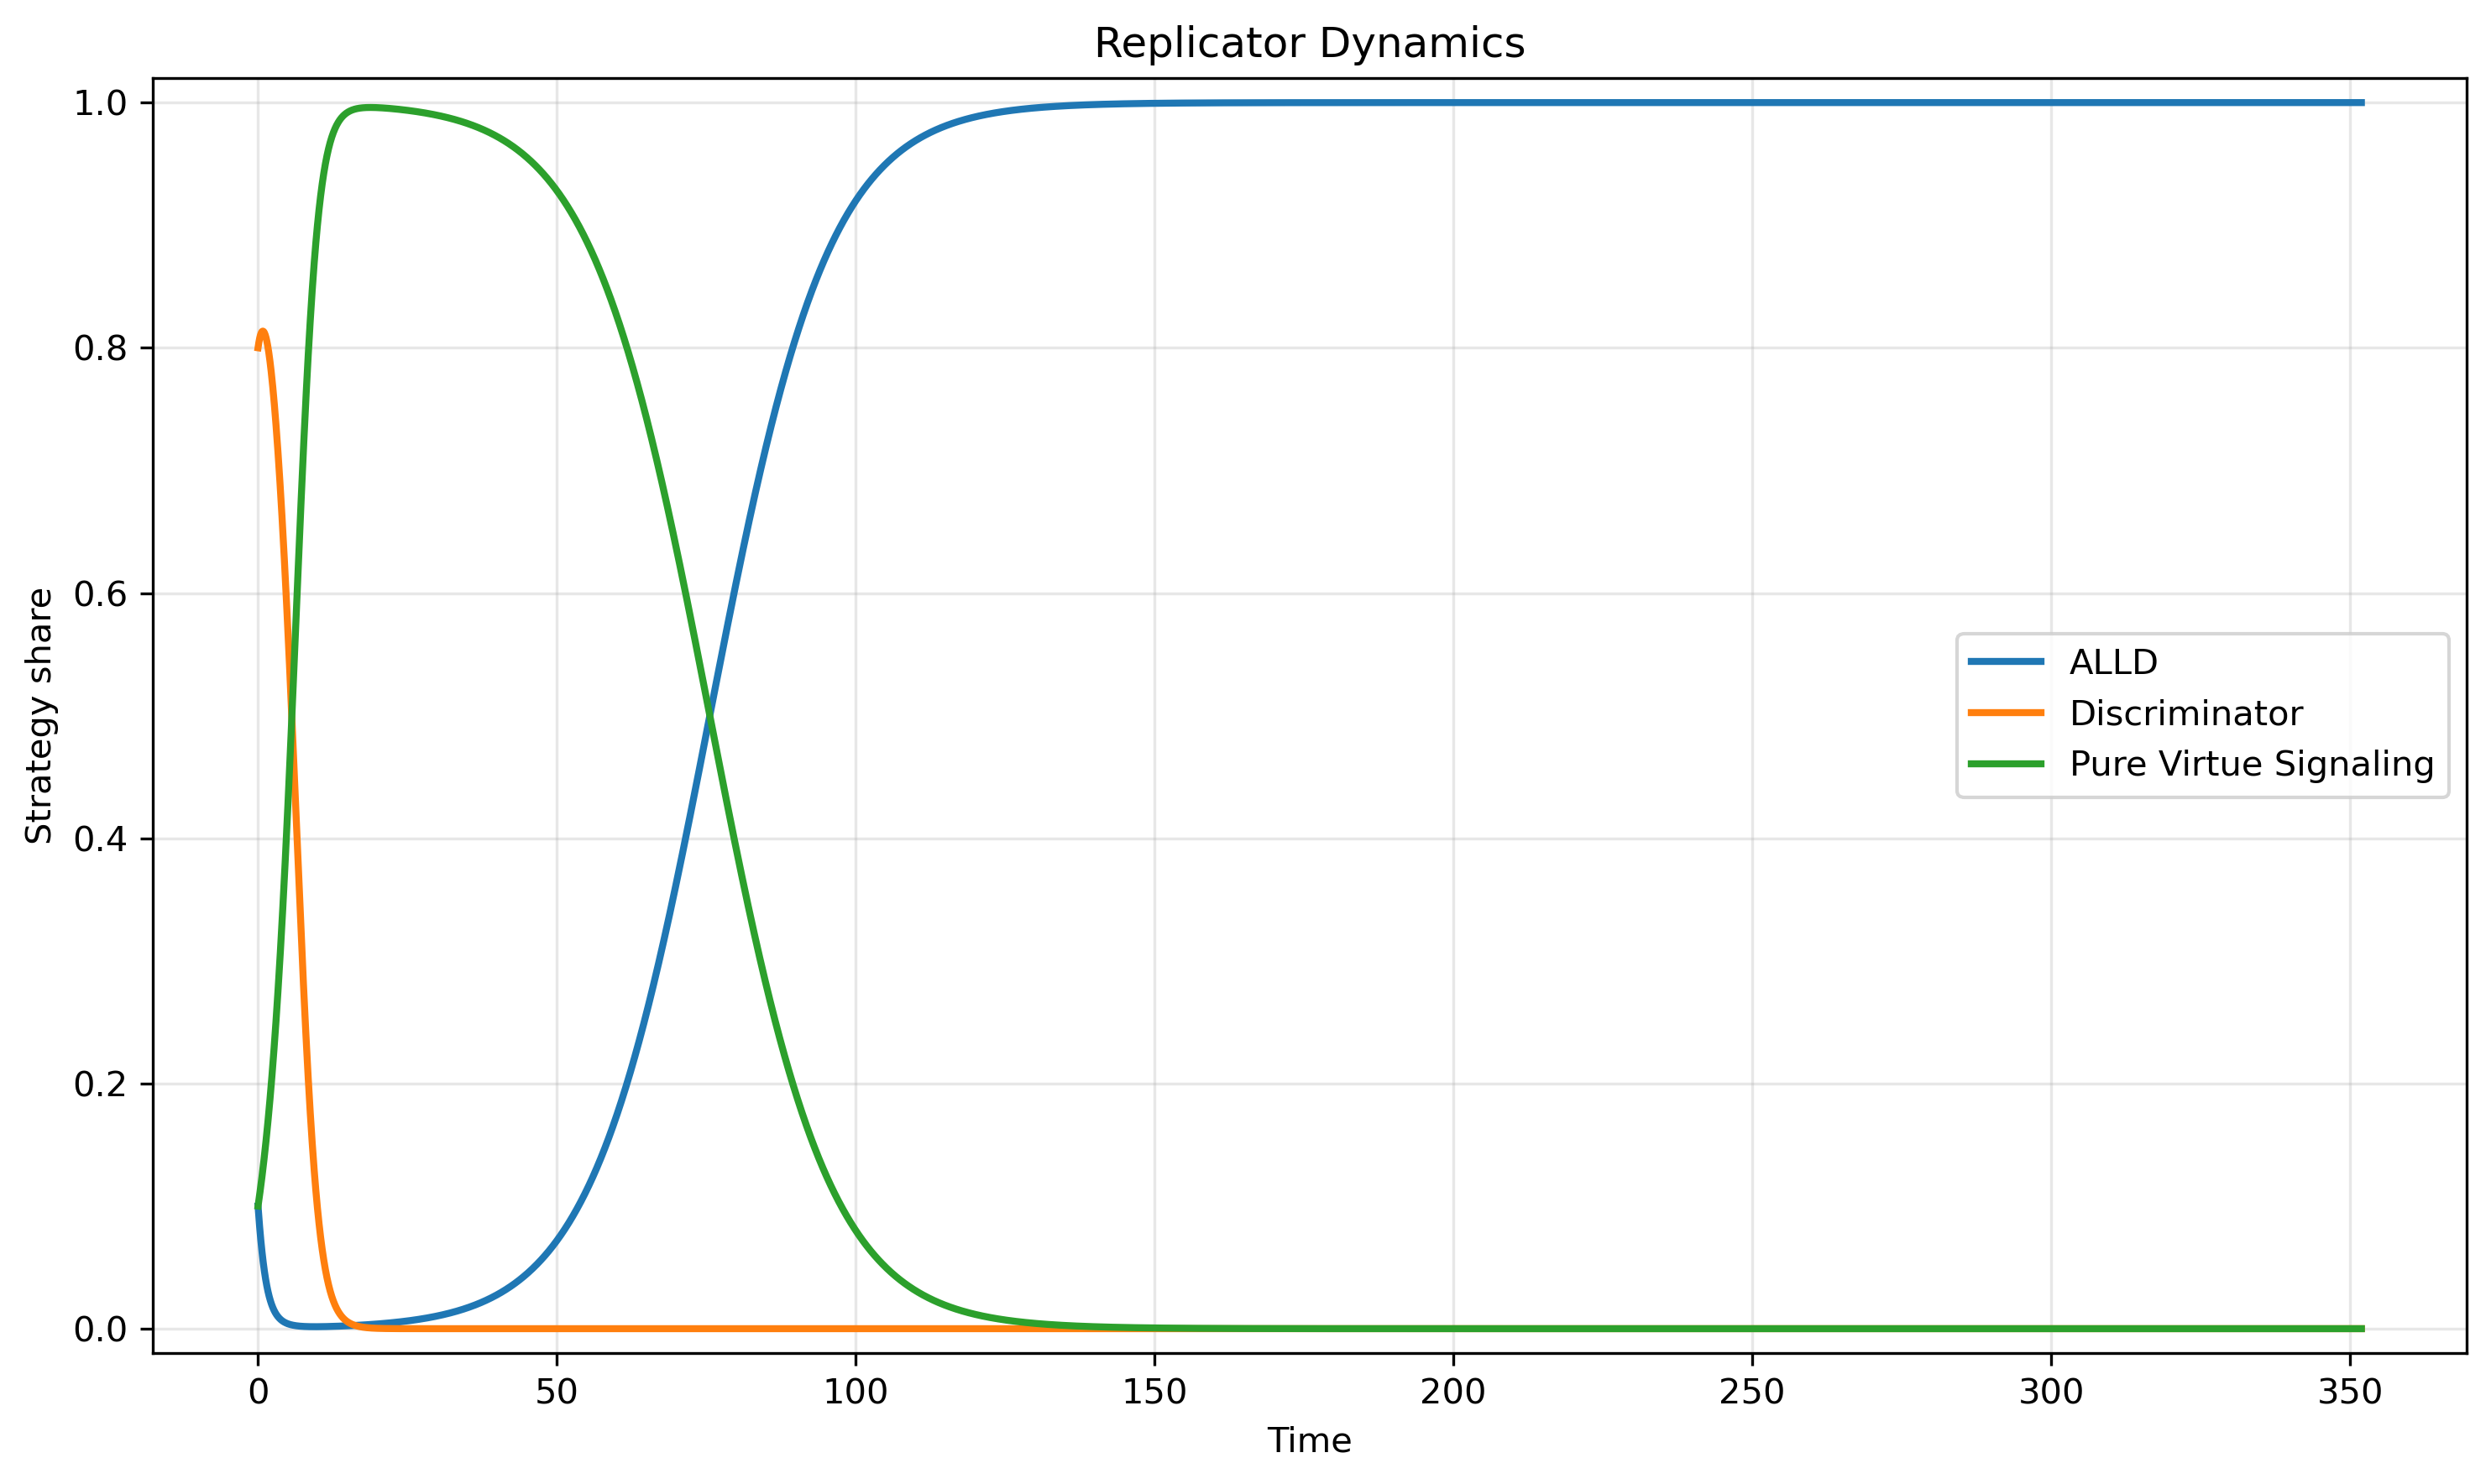 Replicator Dynamics
Strategy share
1.0
0.8
0.6
0.4
0.2
0.0
ALLD
Discriminator
Pure Virtue Signaling
0 50 100 150 200 250 300 350
Time